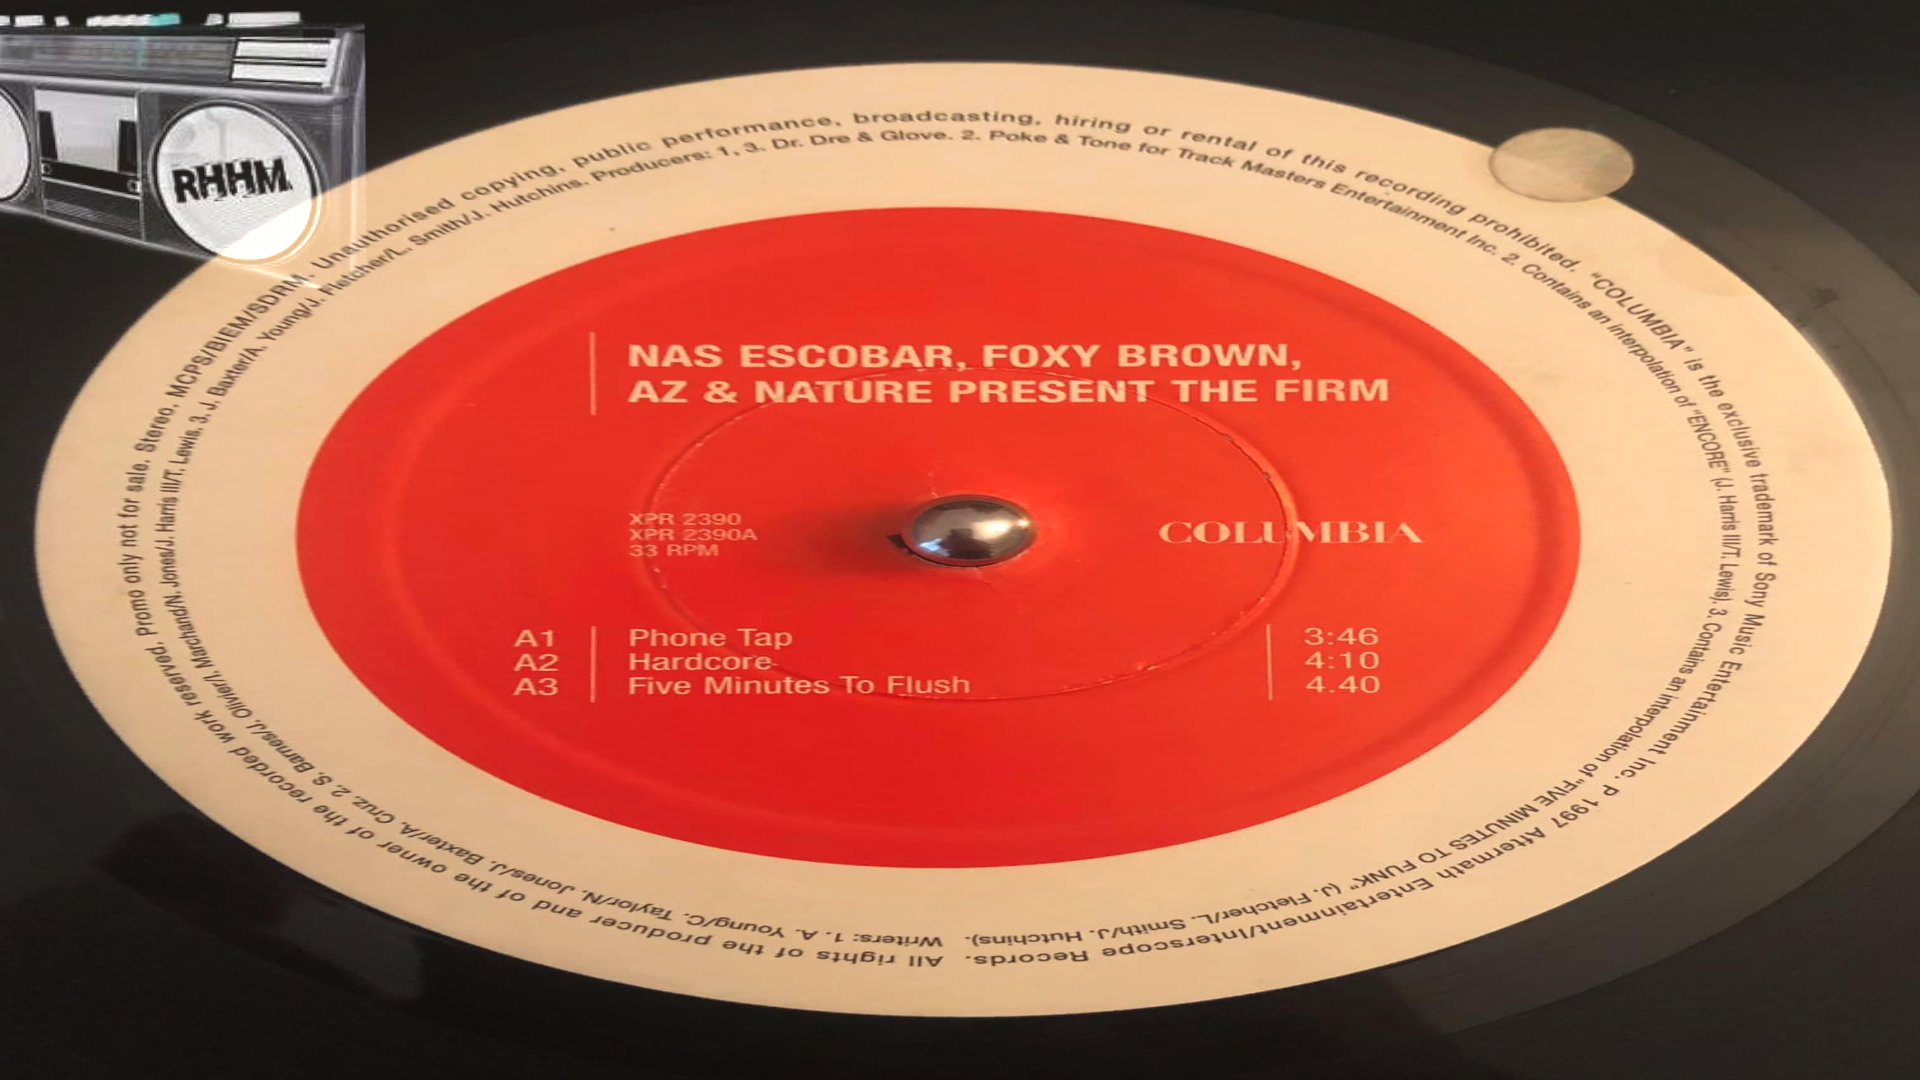 RHHM.
NAS ESCOBAR, FOXY BROWN,
AZ & NATURE PRESENT THE FIRM
XPR 2390
XPR 2390A
33 RPM
COLUMBIA
A1 Phone Tap 3:46
A2 Hardcore 4:10
A3 Five Minutes To Flush 4.40
All rights of the producer and of the owner of the recorded work reserved. Promo only not for sale. Stereo. MCPS/BIEM/SDRM. Unauthorised copying, public performance, broadcasting, hiring or rental of this recording prohibited. "COLUMBIA" is the exclusive trademark of Sony Music Entertainment Inc. P 1997 Aftermath Entertainment/Interscope Records.
Writers: 1. A. Young/C. Taylor/N. Jones/J. Baxter/A. Cruz. 2. S. Barnes/J. Olivier/I. Marchand/N. Jones/J. Harris III/T. Lewis. 3. J. Baxter/A. Young/J. Fletcher/L. Smith/J. Hutchins. Producers: 1, 3. Dr. Dre & Glove. 2. Poke & Tone for Track Masters Entertainment Inc. 2. Contains an interpolation of "ENCORE" (J. Harris III/T. Lewis). 3. Contains an interpolation of "FIVE MINUTES TO FUNK" (J. Fletcher/L. Smith/J. Hutchins).